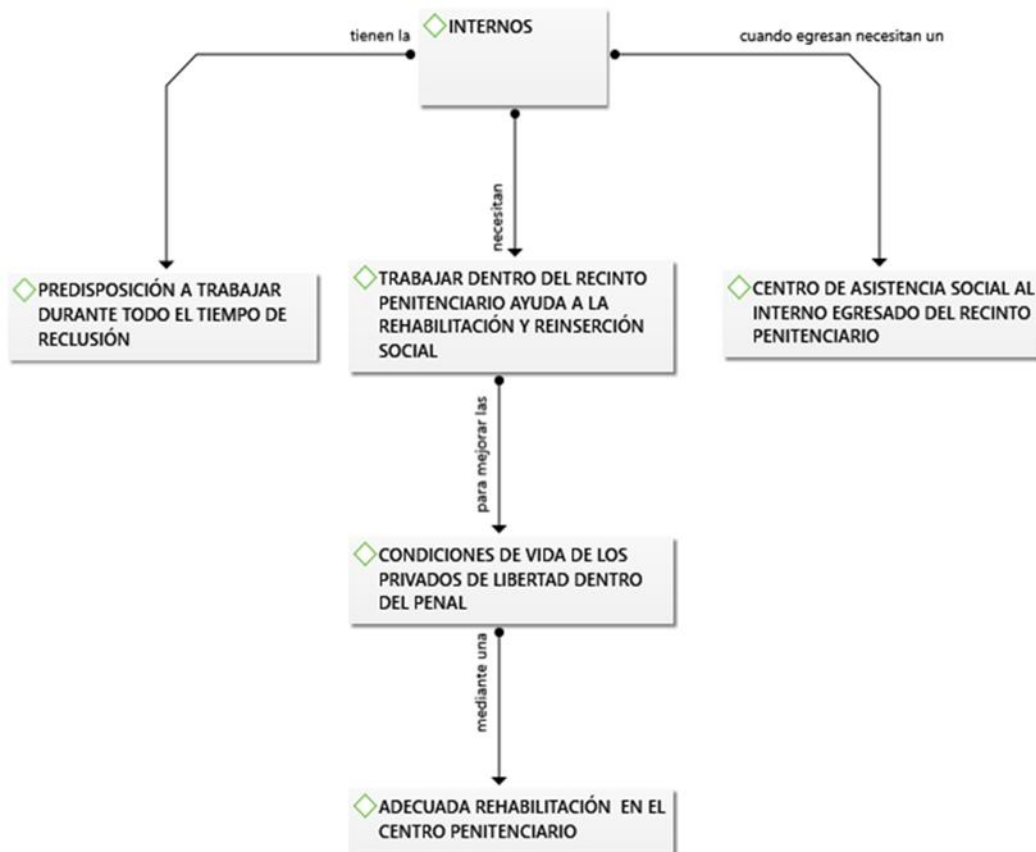 INTERNOS
tienen la
cuando egresan necesitan un
necesitan
PREDISPOSICIÓN A TRABAJAR
DURANTE TODO EL TIEMPO DE
RECLUSIÓN
TRABAJAR DENTRO DEL RECINTO
PENITENCIARIO AYUDA A LA
REHABILITACIÓN Y REINSERCIÓN
SOCIAL
CENTRO DE ASISTENCIA SOCIAL AL
INTERNO EGRESADO DEL RECINTO
PENITENCIARIO
para mejorar las
CONDICIONES DE VIDA DE LOS
PRIVADOS DE LIBERTAD DENTRO
DEL PENAL
mediante una
ADECUADA REHABILITACIÓN EN EL
CENTRO PENITENCIARIO